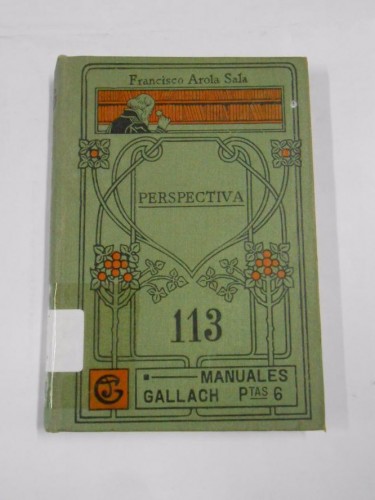 Francisco Arola Sala
PERSPECTIVA
113
MANUALES
GALLACH PTAS 6